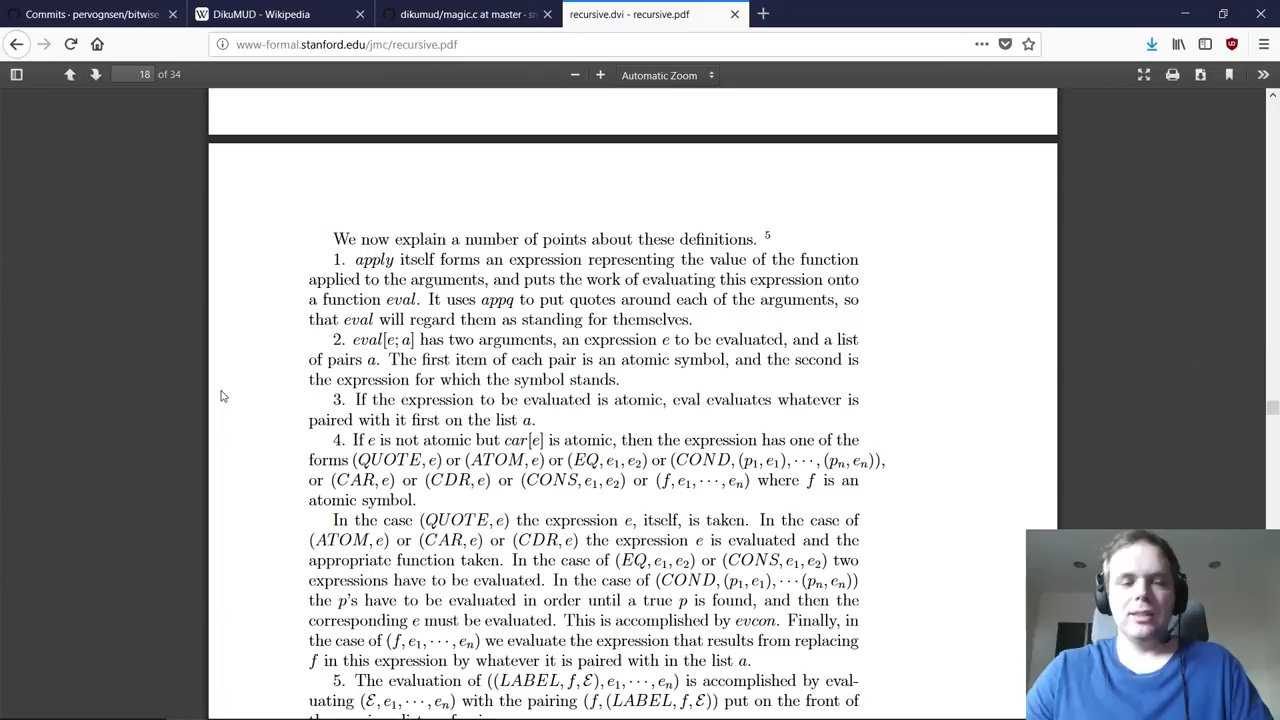 Commits · pervognsen/bitwise
DikuMUD - Wikipedia
dikumud/magic.c at master · sn
recursive.dvi - recursive.pdf
www-formal.stanford.edu/jmc/recursive.pdf
18 of 34
Automatic Zoom
We now explain a number of points about these definitions. 5
1. apply itself forms an expression representing the value of the function
applied to the arguments, and puts the work of evaluating this expression onto
a function eval. It uses appq to put quotes around each of the arguments, so
that eval will regard them as standing for themselves.
2. eval[e; a] has two arguments, an expression e to be evaluated, and a list
of pairs a. The first item of each pair is an atomic symbol, and the second is
the expression for which the symbol stands.
3. If the expression to be evaluated is atomic, eval evaluates whatever is
paired with it first on the list a.
4. If e is not atomic but car[e] is atomic, then the expression has one of the
forms (QUOTE, e) or (ATOM, e) or (EQ, e1, e2) or (COND, (p1, e1), ···, (pn, en)),
or (CAR, e) or (CDR, e) or (CONS, e1, e2) or (f, e1, ···, en) where f is an
atomic symbol.
In the case (QUOTE, e) the expression e, itself, is taken. In the case of
(ATOM, e) or (CAR, e) or (CDR, e) the expression e is evaluated and the
appropriate function taken. In the case of (EQ, e1, e2) or (CONS, e1, e2) two
expressions have to be evaluated. In the case of (COND, (p1, e1), ··· (pn, en))
the p's have to be evaluated in order until a true p is found, and then the
corresponding e must be evaluated. This is accomplished by evcon. Finally, in
the case of (f, e1, ···, en) we evaluate the expression that results from replacing
f in this expression by whatever it is paired with in the list a.
5. The evaluation of ((LABEL, f, ℰ), e1, ···, en) is accomplished by eval-
uating (ℰ, e1, ···, en) with the pairing (f, (LABEL, f, ℰ)) put on the front of